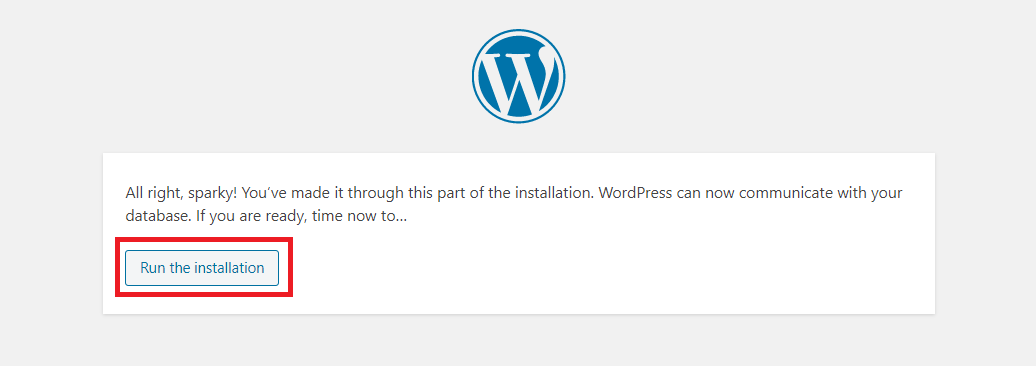 All right, sparky! You’ve made it through this part of the installation. WordPress can now communicate with your
database. If you are ready, time now to…
Run the installation